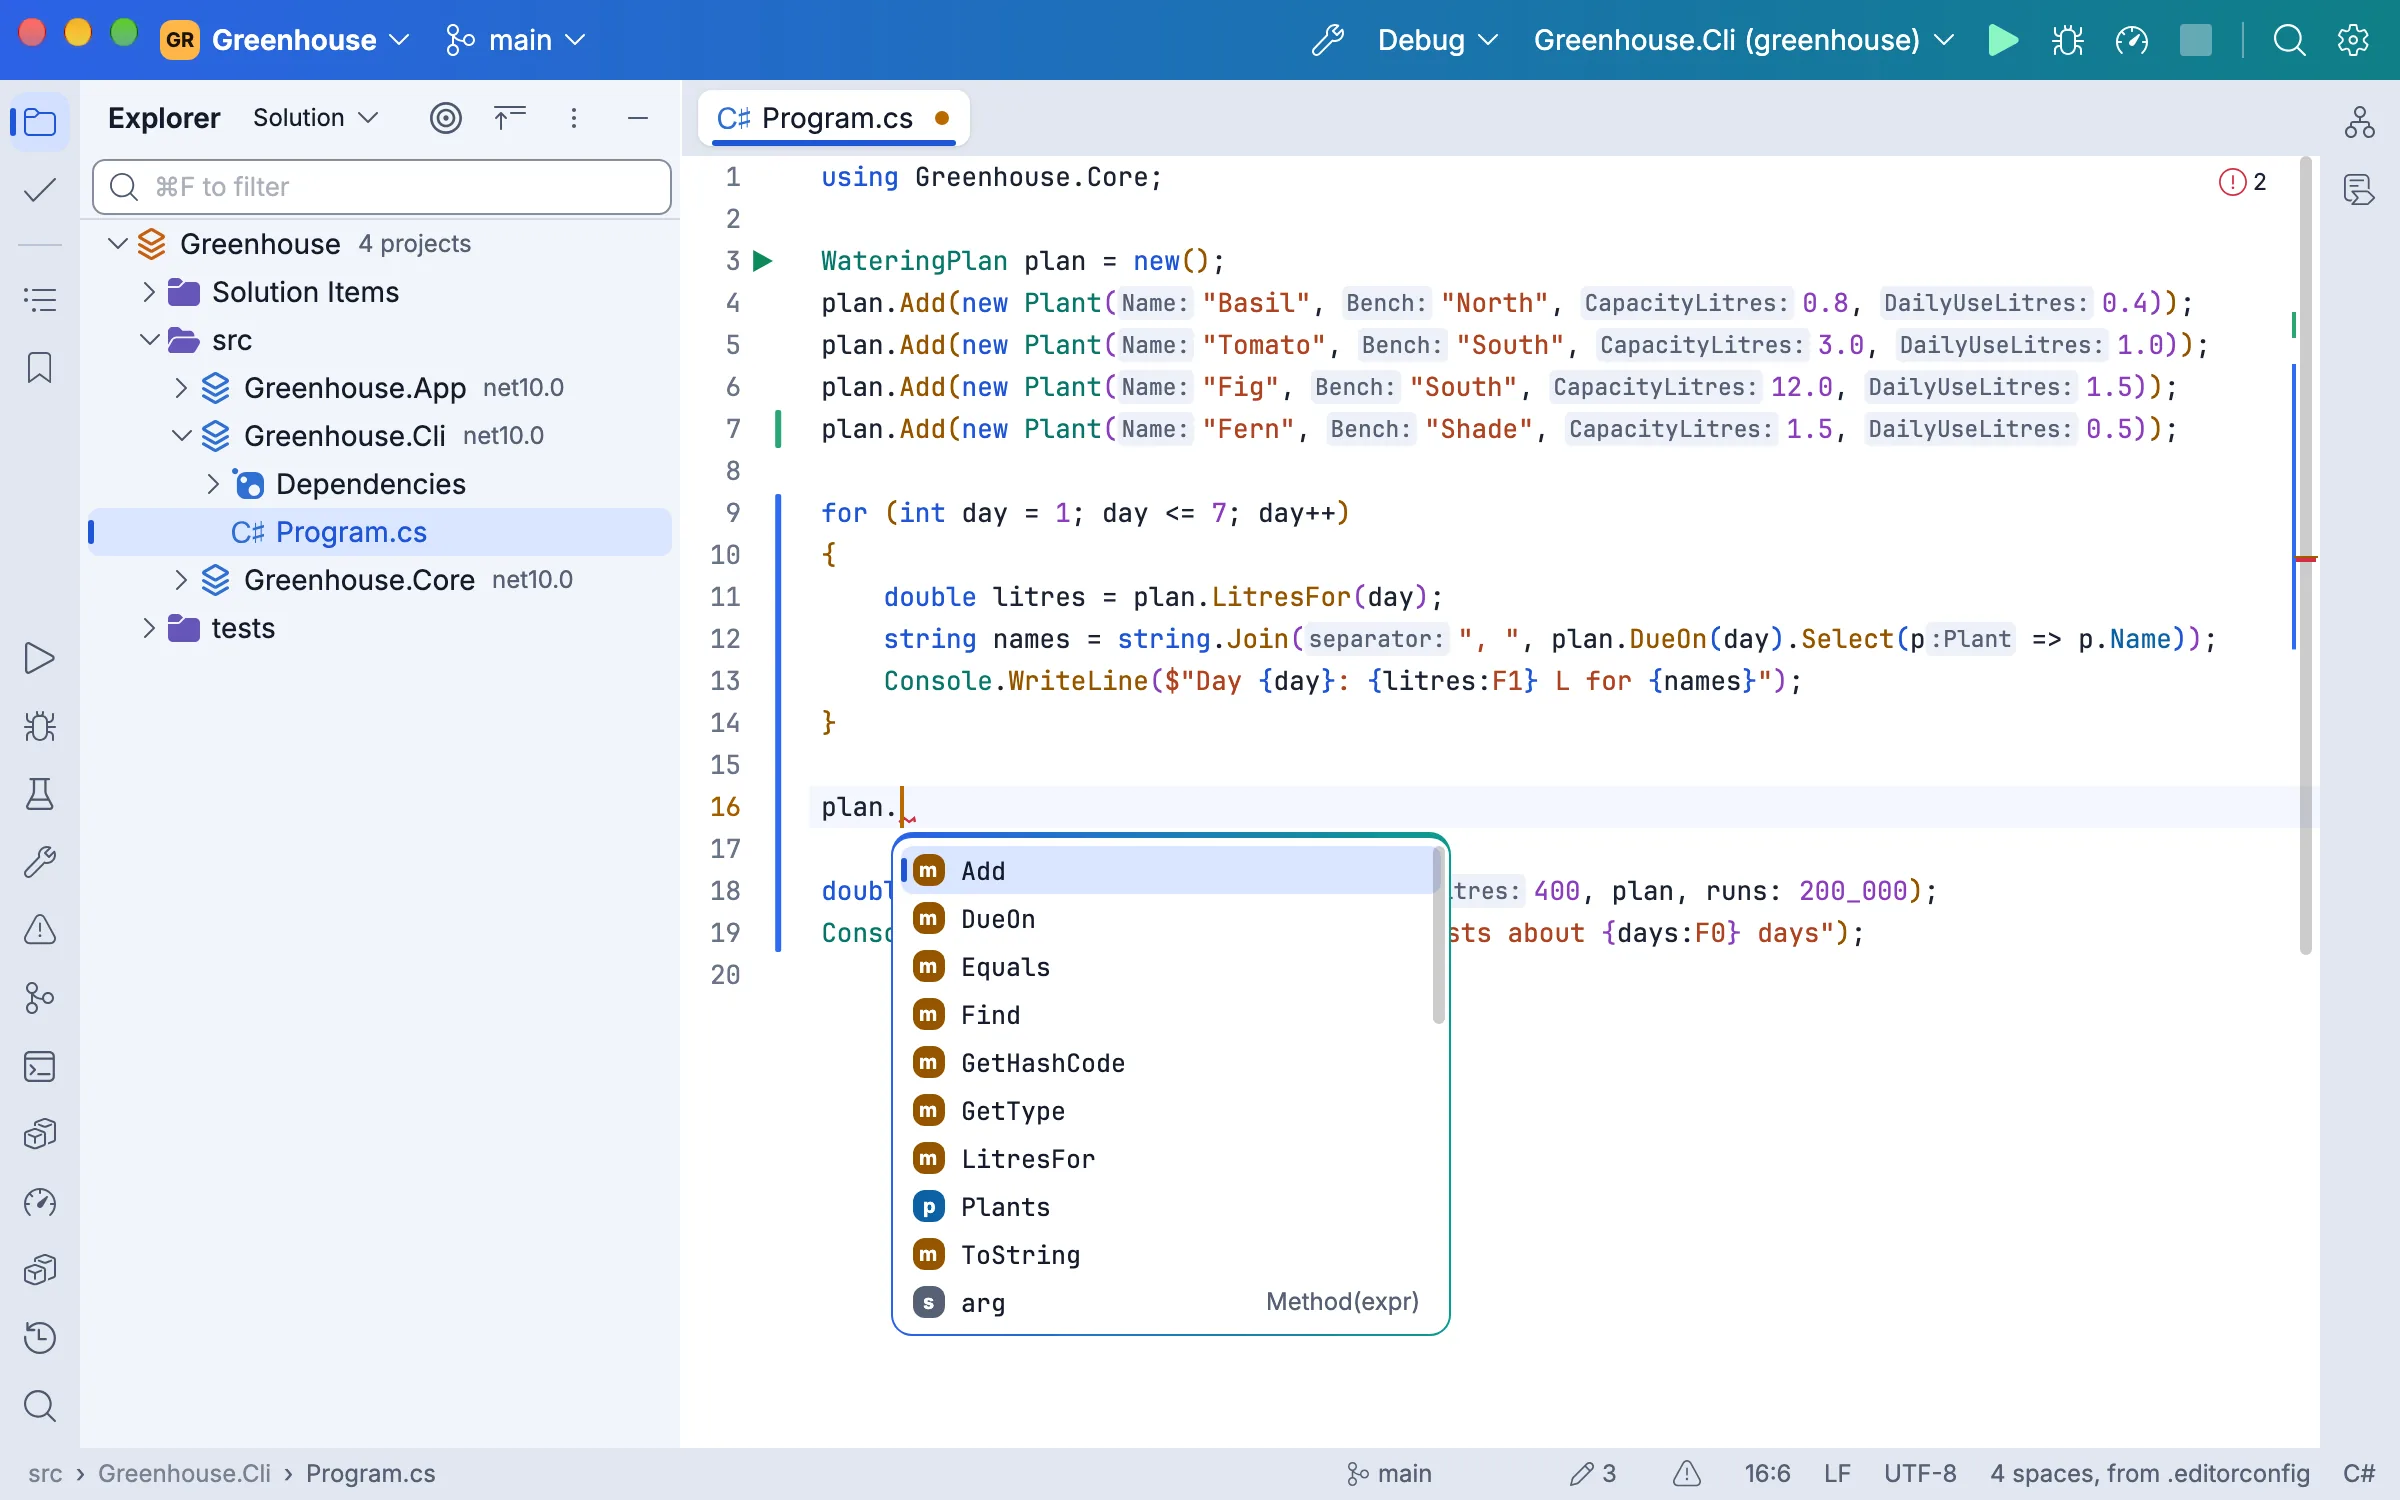 GR Greenhouse main Debug Greenhouse.Cli (greenhouse)
Explorer Solution
⌘F to filter
Greenhouse 4 projects
Solution Items
src
Greenhouse.App net10.0
Greenhouse.Cli net10.0
Dependencies
C# Program.cs
Greenhouse.Core net10.0
tests
C# Program.cs
2
1 using Greenhouse.Core;
2
3 WateringPlan plan = new();
4 plan.Add(new Plant(Name: "Basil", Bench: "North", CapacityLitres: 0.8, DailyUseLitres: 0.4));
5 plan.Add(new Plant(Name: "Tomato", Bench: "South", CapacityLitres: 3.0, DailyUseLitres: 1.0));
6 plan.Add(new Plant(Name: "Fig", Bench: "South", CapacityLitres: 12.0, DailyUseLitres: 1.5));
7 plan.Add(new Plant(Name: "Fern", Bench: "Shade", CapacityLitres: 1.5, DailyUseLitres: 0.5));
8
9 for (int day = 1; day <= 7; day++)
10 {
11 double litres = plan.LitresFor(day);
12 string names = string.Join(separator: ", ", plan.DueOn(day).Select(p:Plant => p.Name));
13 Console.WriteLine($"Day {day}: {litres:F1} L for {names}");
14 }
15
16 plan.
17
18 doubl tres: 400, plan, runs: 200_000);
19 Conso sts about {days:F0} days");
20
m Add
m DueOn
m Equals
m Find
m GetHashCode
m GetType
m LitresFor
p Plants
m ToString
s arg Method(expr)
src › Greenhouse.Cli › Program.cs main 3 16:6 LF UTF-8 4 spaces, from .editorconfig C#